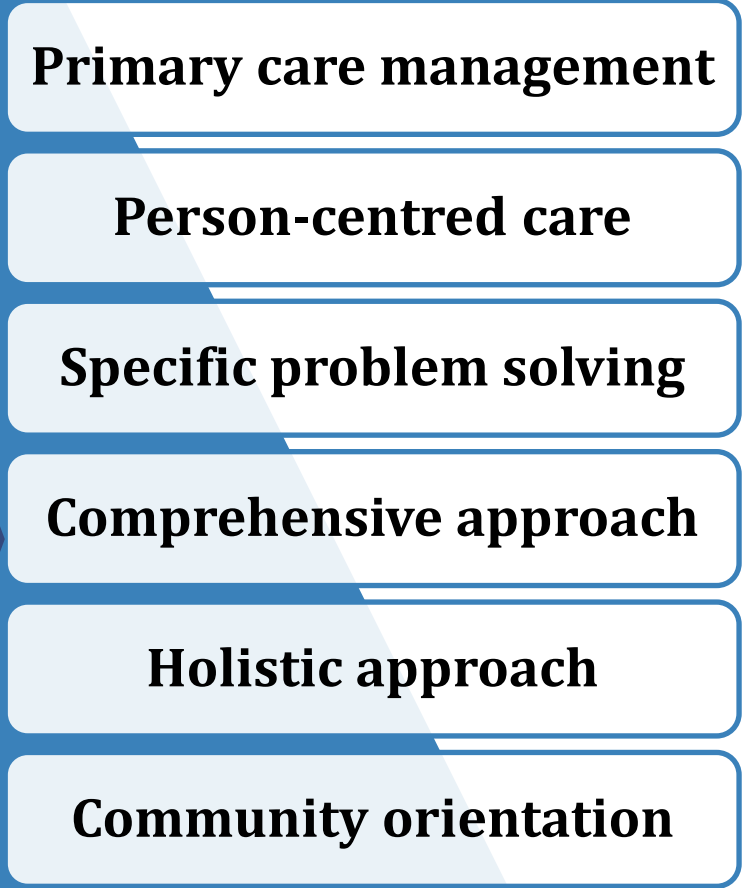 Primary care management
Person-centred care
Specific problem solving
Comprehensive approach
Holistic approach
Community orientation